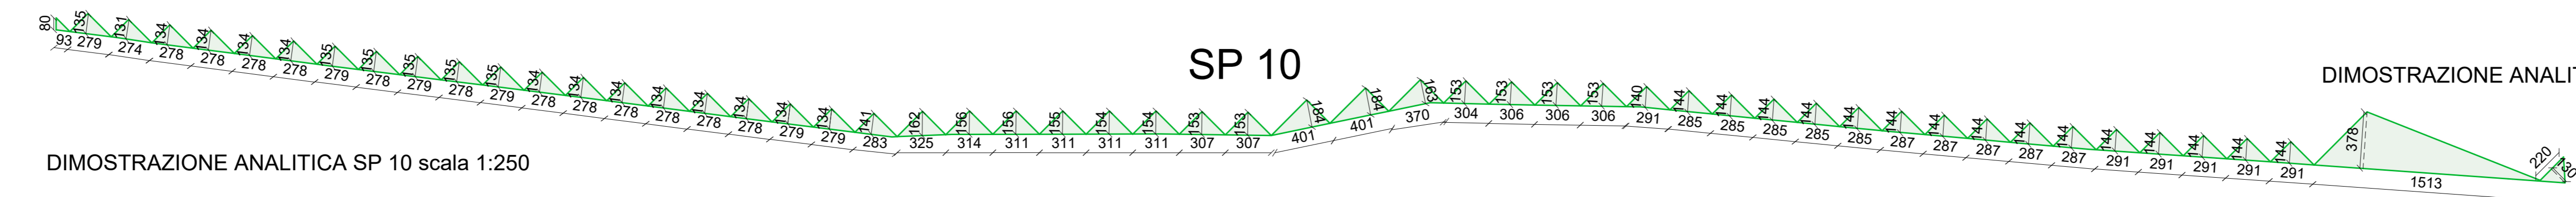 80 135 131 134 134 134 134 135 135 135 135 135 134 134 134 134 134 134 134 134 141 162 156 156 155 154 154 153 153 184 184 163 153 153 153 153 140 144 144 144 144 144 144 144 144 144 144 144 144 144 144 144 378 220
93 279 274 278 278 278 278 279 278 279 278 279 278 278 278 278 278 278 279 279 283 325 314 311 311 311 311 307 307 401 401 370 304 306 306 306 291 285 285 285 285 285 287 287 287 287 287 291 291 291 291 291 1513
SP 10
DIMOSTRAZIONE ANALIT
DIMOSTRAZIONE ANALITICA SP 10 scala 1:250